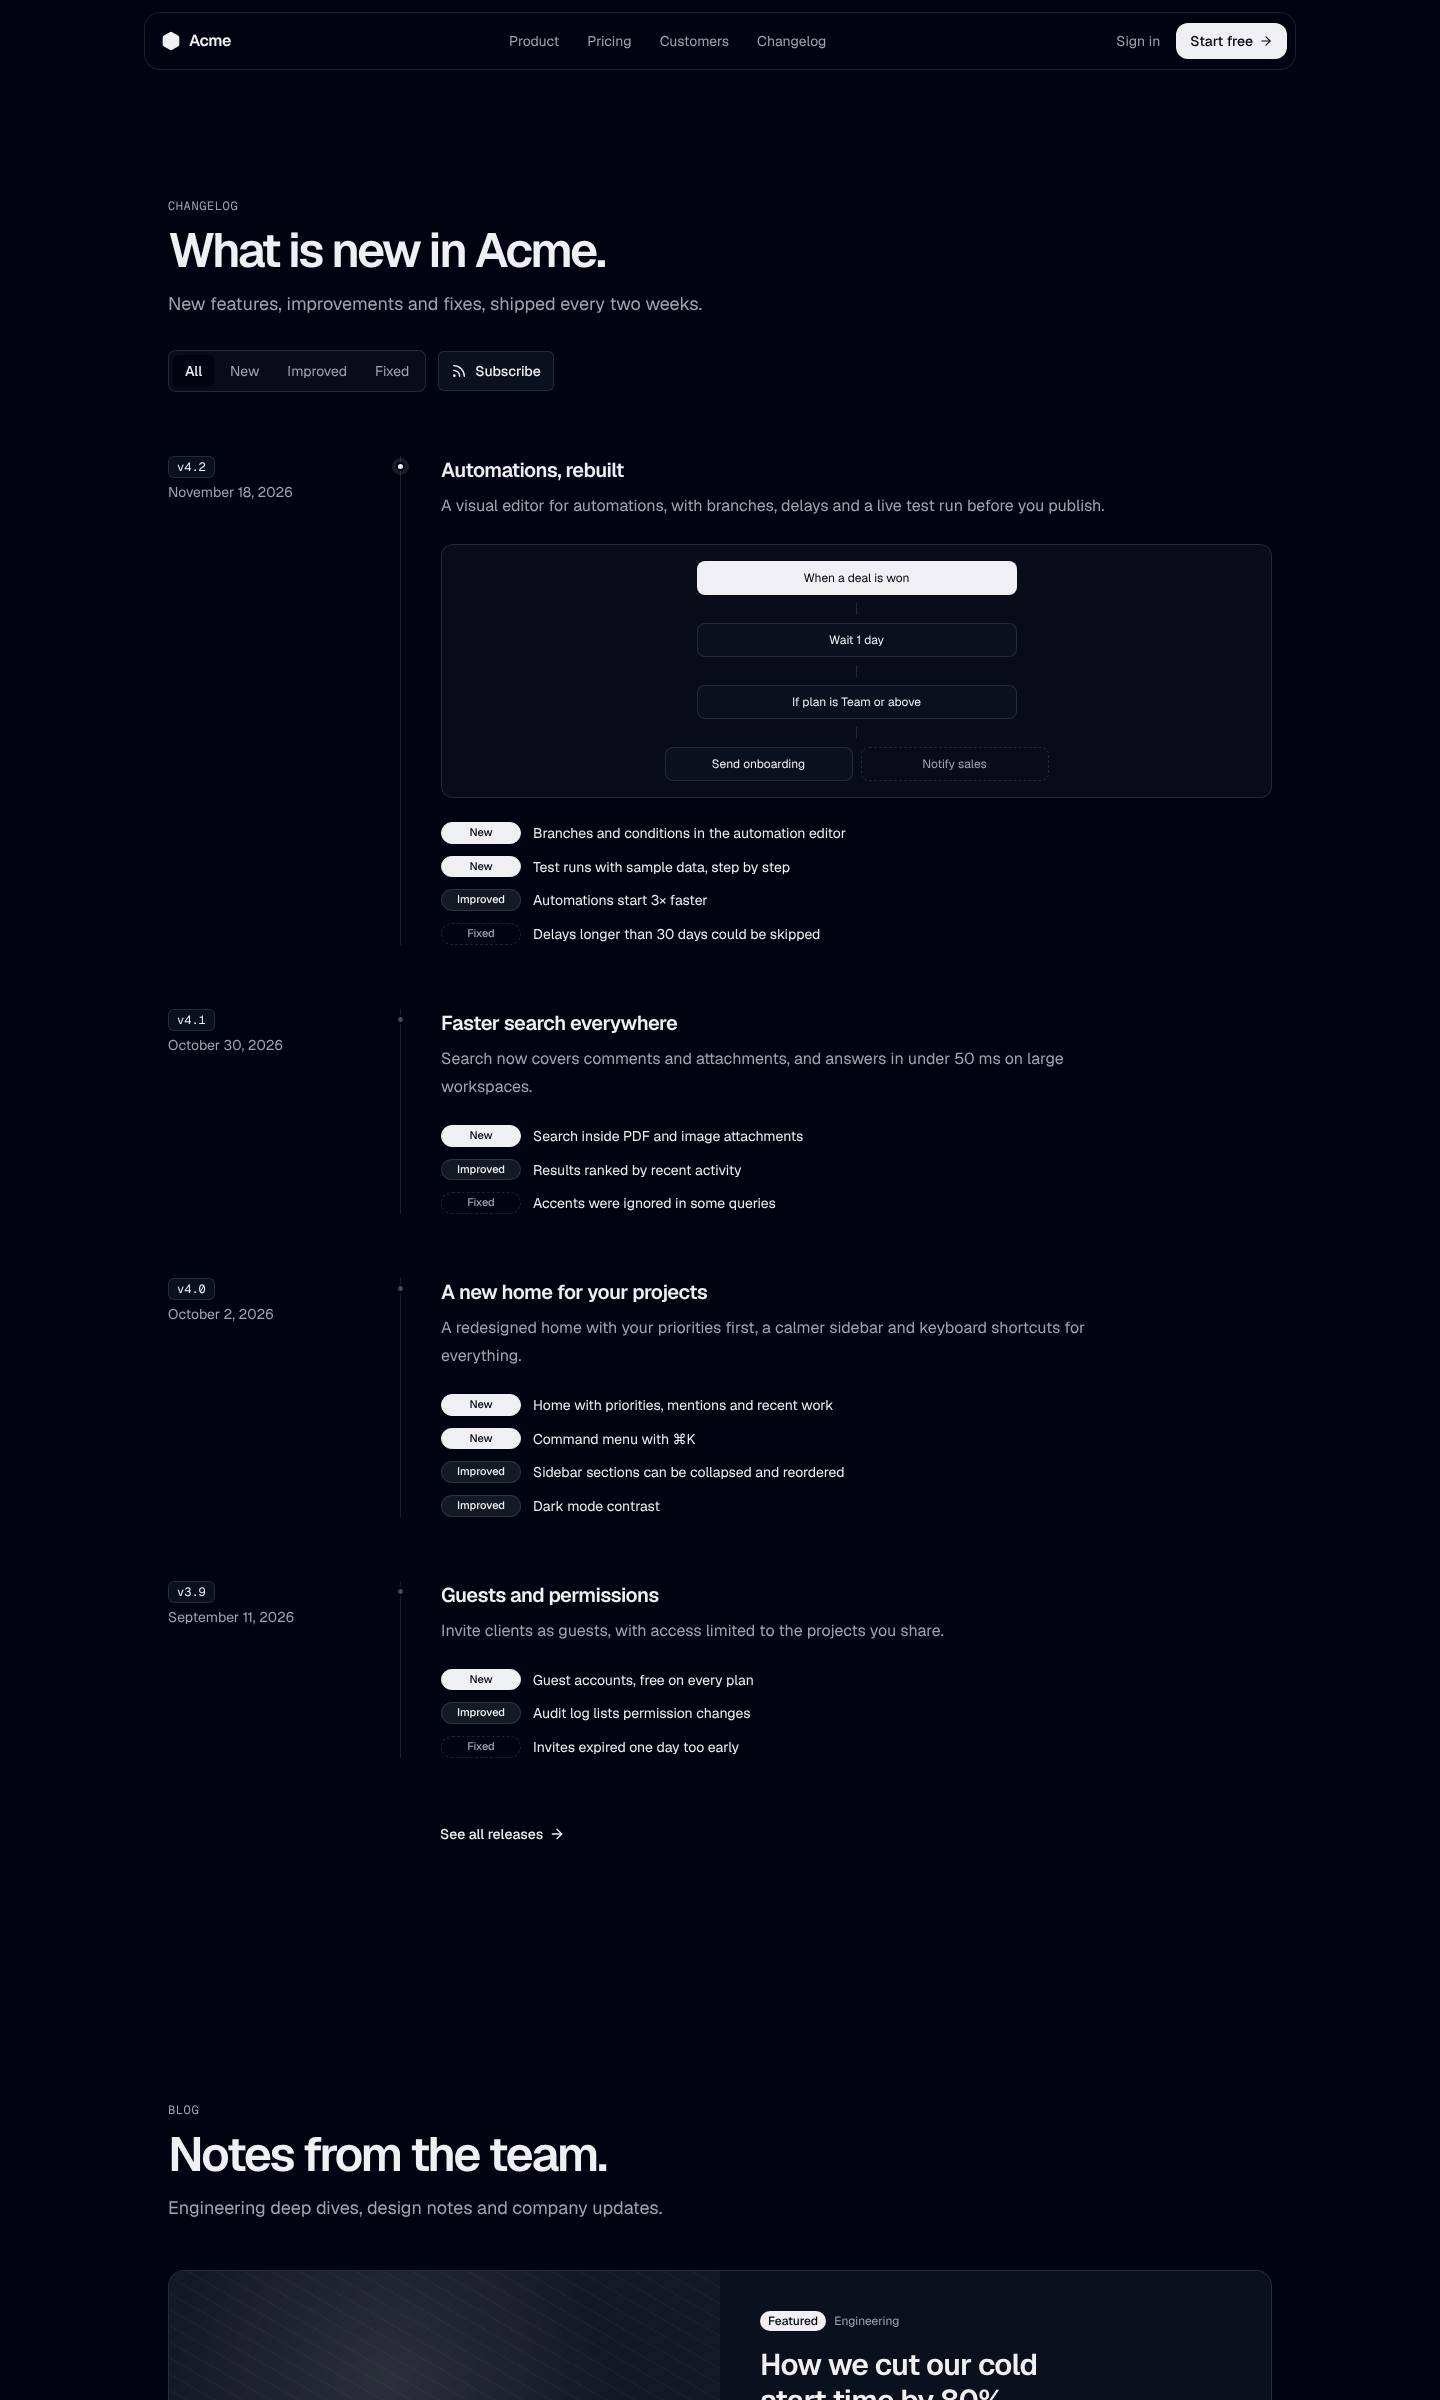 Acme
Product
Pricing
Customers
Changelog
Sign in
Start free
CHANGELOG
What is new in Acme.
New features, improvements and fixes, shipped every two weeks.
All
New
Improved
Fixed
Subscribe
v4.2
November 18, 2026
Automations, rebuilt
A visual editor for automations, with branches, delays and a live test run before you publish.
When a deal is won
Wait 1 day
If plan is Team or above
Send onboarding
Notify sales
New Branches and conditions in the automation editor
New Test runs with sample data, step by step
Improved Automations start 3× faster
Fixed Delays longer than 30 days could be skipped
v4.1
October 30, 2026
Faster search everywhere
Search now covers comments and attachments, and answers in under 50 ms on large
workspaces.
New Search inside PDF and image attachments
Improved Results ranked by recent activity
Fixed Accents were ignored in some queries
v4.0
October 2, 2026
A new home for your projects
A redesigned home with your priorities first, a calmer sidebar and keyboard shortcuts for
everything.
New Home with priorities, mentions and recent work
New Command menu with ⌘K
Improved Sidebar sections can be collapsed and reordered
Improved Dark mode contrast
v3.9
September 11, 2026
Guests and permissions
Invite clients as guests, with access limited to the projects you share.
New Guest accounts, free on every plan
Improved Audit log lists permission changes
Fixed Invites expired one day too early
See all releases
BLOG
Notes from the team.
Engineering deep dives, design notes and company updates.
Featured Engineering
How we cut our cold
start time by 80%